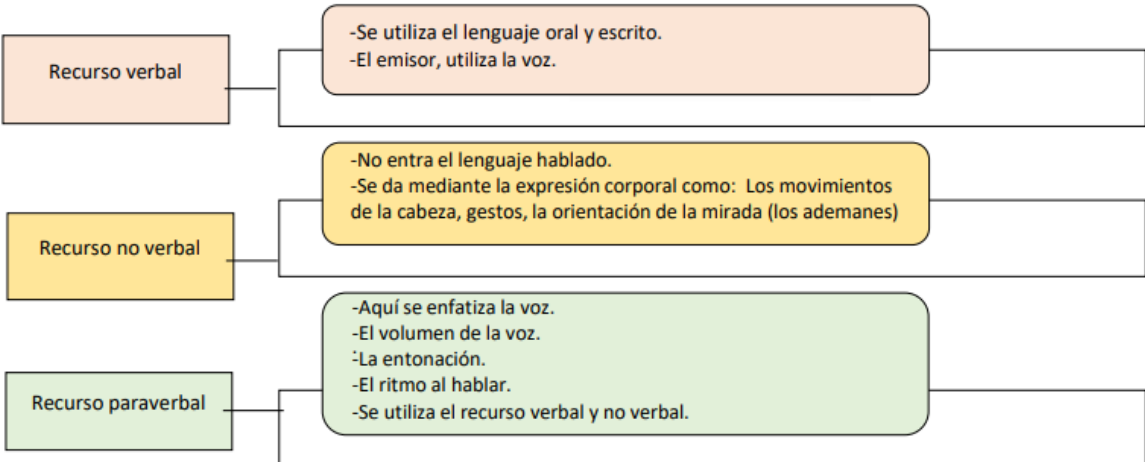 Recurso verbal
-Se utiliza el lenguaje oral y escrito.
-El emisor, utiliza la voz.
Recurso no verbal
-No entra el lenguaje hablado.
-Se da mediante la expresión corporal como: Los movimientos
de la cabeza, gestos, la orientación de la mirada (los ademanes)
Recurso paraverbal
-Aquí se enfatiza la voz.
-El volumen de la voz.
-La entonación.
-El ritmo al hablar.
-Se utiliza el recurso verbal y no verbal.